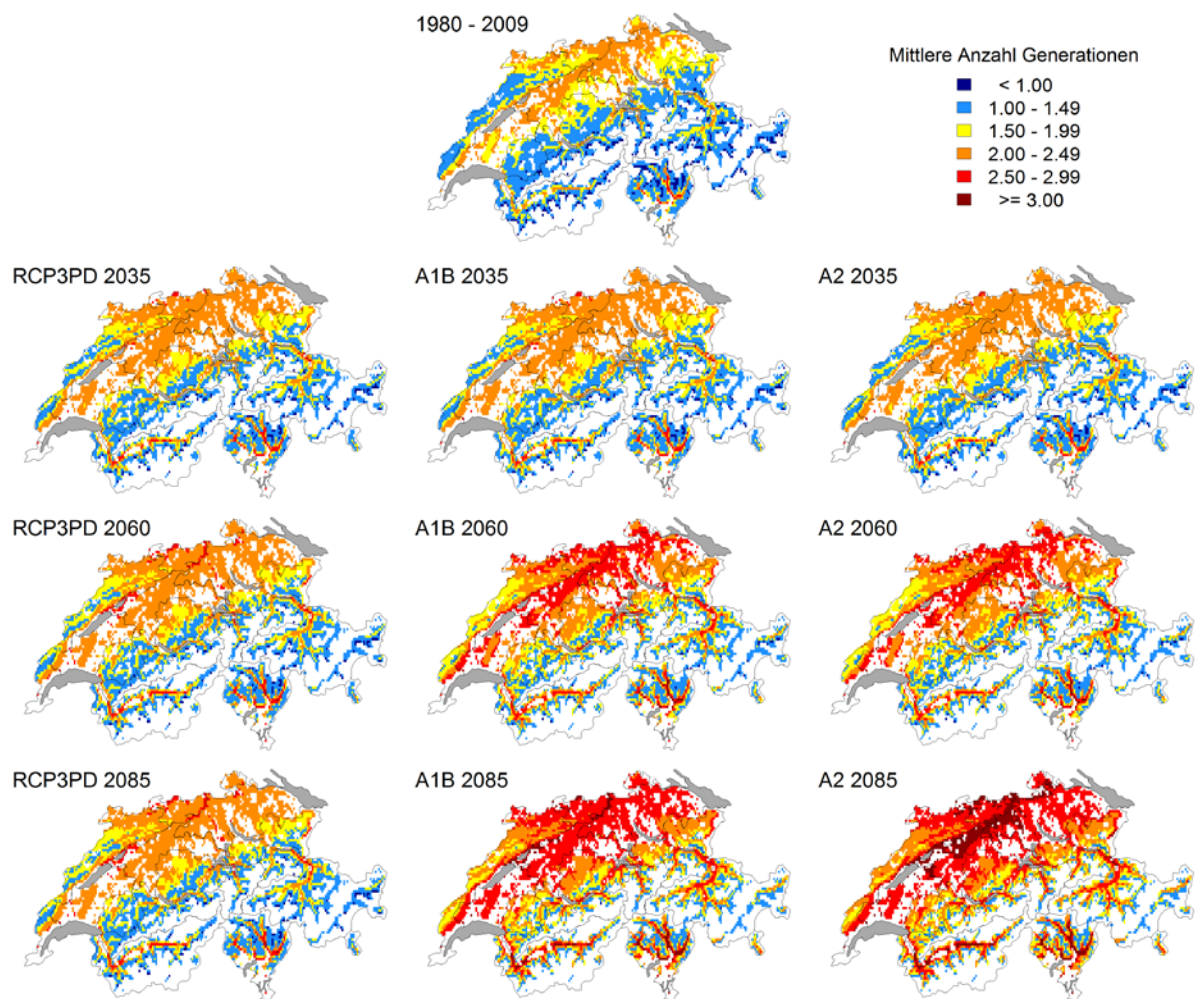 1980 - 2009
Mittlere Anzahl Generationen
< 1.00
1.00 - 1.49
1.50 - 1.99
2.00 - 2.49
2.50 - 2.99
>= 3.00
RCP3PD 2035
A1B 2035
A2 2035
RCP3PD 2060
A1B 2060
A2 2060
RCP3PD 2085
A1B 2085
A2 2085